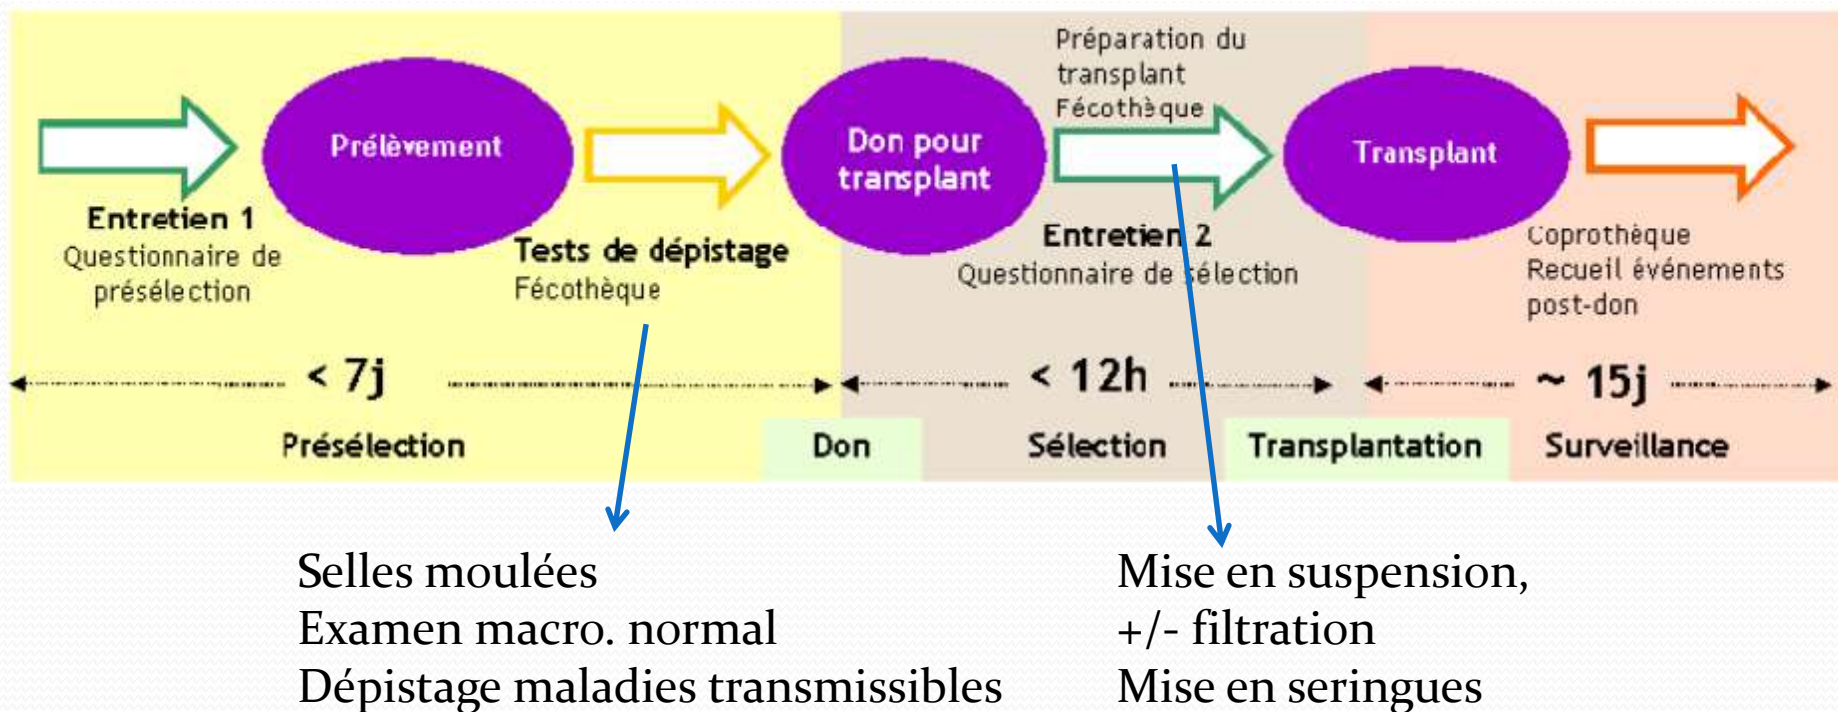 Entretien 1
Questionnaire de
présélection
Prélèvement
Tests de dépistage
Fécothèque
Don pour
transplant
Préparation du
transplant
Fécothèque
Entretien 2
Questionnaire de sélection
Transplant
Coprothèque
Recueil événements
post-don
< 7j
< 12h
~ 15j
Présélection
Don
Sélection
Transplantation
Surveillance
Selles moulées
Examen macro. normal
Dépistage maladies transmissibles
Mise en suspension,
+/- filtration
Mise en seringues